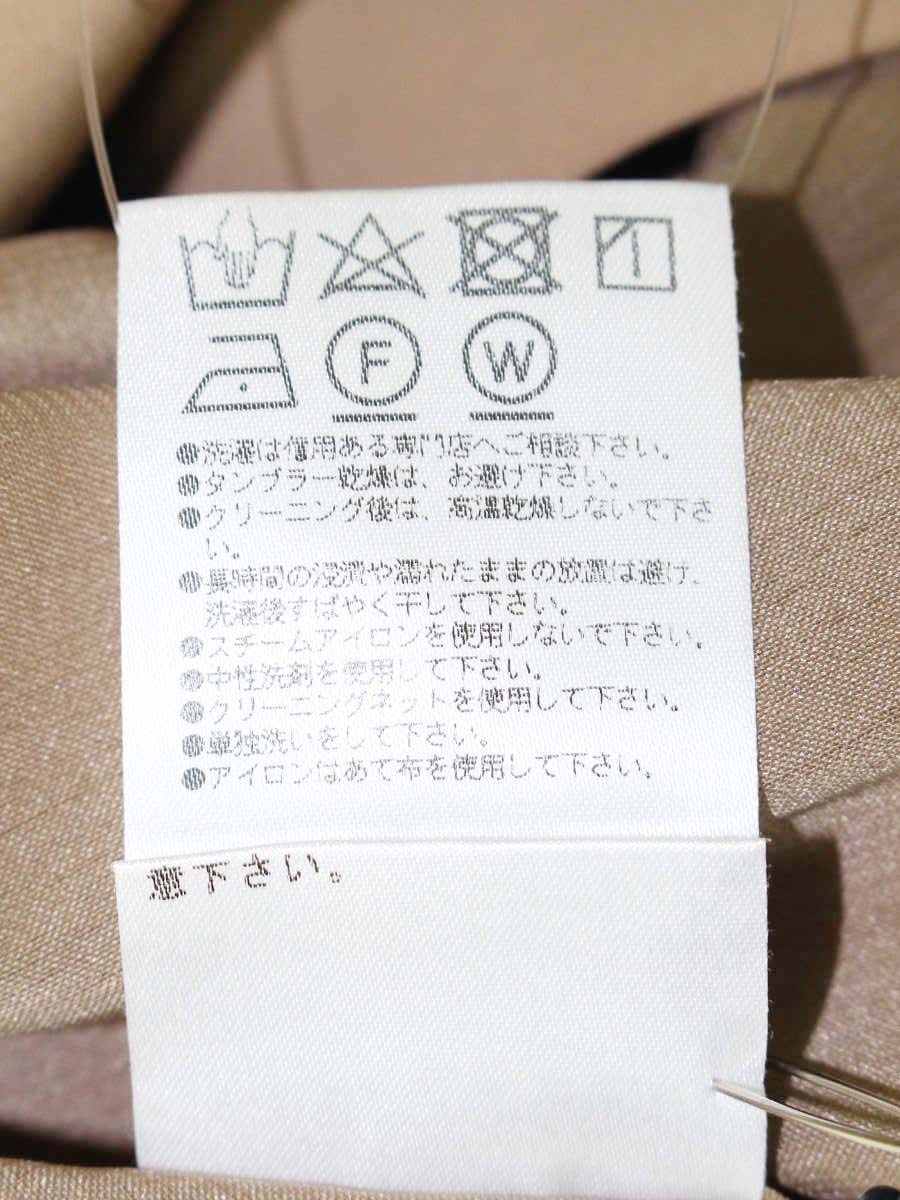 F W
●洗濯は信用ある専門店へご相談下さい。
●タンブラー乾燥は、お避け下さい。
●クリーニング後は、高温乾燥しないで下さ
い。
●長時間の浸漬や濡れたままの放置は避け、
洗濯後すばやく干して下さい。
●スチームアイロンを使用しないで下さい。
●中性洗剤を使用して下さい。
●クリーニングネットを使用して下さい。
●単独洗いをして下さい。
●アイロンはあて布を使用して下さい。
意下さい。